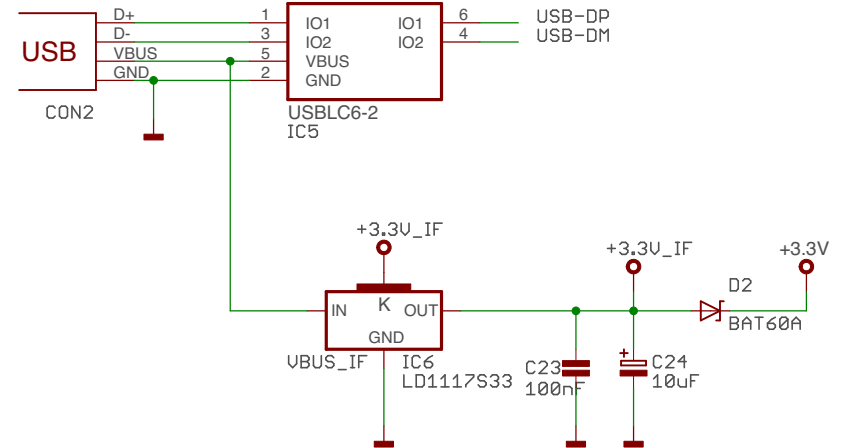 D+ 1 IO1 IO1 6 USB-DP
D- 3 IO2 IO2 4 USB-DM
USB VBUS 5 VBUS
GND 2 GND
CON2 USBLC6-2
IC5
+3.3V_IF
+3.3V_IF +3.3V
D2
K
IN OUT
BAT60A
GND
VBUS_IF IC6 C23 C24
LD1117S33 100nF 10uF
+